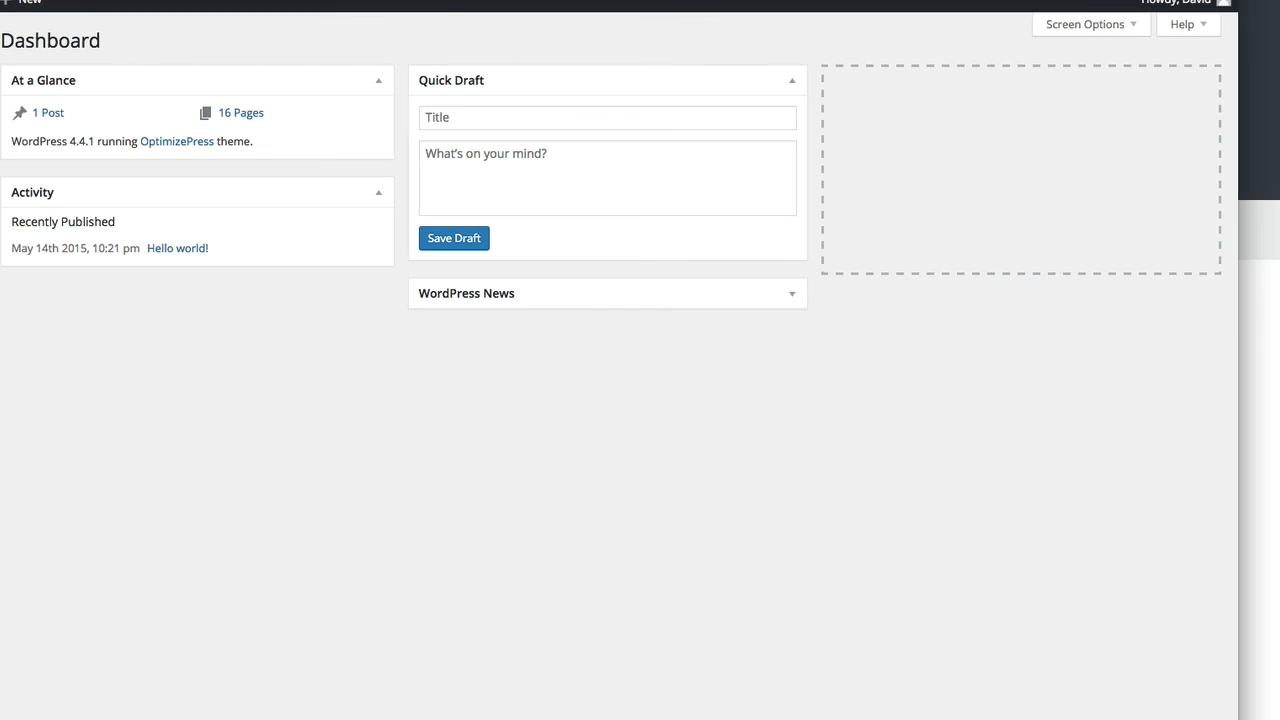 New
Howdy, David
Screen Options
Help
Dashboard
At a Glance
1 Post
16 Pages
WordPress 4.4.1 running OptimizePress theme.
Activity
Recently Published
May 14th 2015, 10:21 pm Hello world!
Quick Draft
Title
What's on your mind?
Save Draft
WordPress News